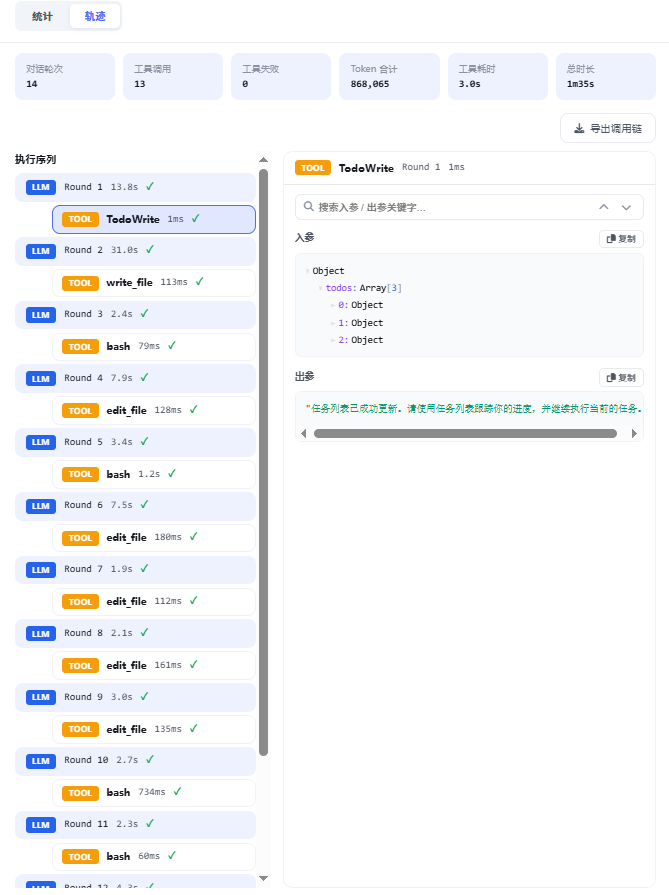 统计 轨迹
对话轮次 工具调用 工具失败 Token 合计 工具耗时 总时长
14 13 0 868,065 3.0s 1m35s
导出调用链
执行序列
LLM Round 1 13.8s ✓
TOOL TodoWrite 1ms ✓
LLM Round 2 31.0s ✓
TOOL write_file 113ms ✓
LLM Round 3 2.4s ✓
TOOL bash 79ms ✓
LLM Round 4 7.9s ✓
TOOL edit_file 128ms ✓
LLM Round 5 3.4s ✓
TOOL bash 1.2s ✓
LLM Round 6 7.5s ✓
TOOL edit_file 180ms ✓
LLM Round 7 1.9s ✓
TOOL edit_file 112ms ✓
LLM Round 8 2.1s ✓
TOOL edit_file 161ms ✓
LLM Round 9 3.0s ✓
TOOL edit_file 135ms ✓
LLM Round 10 2.7s ✓
TOOL bash 734ms ✓
LLM Round 11 2.3s ✓
TOOL bash 60ms ✓
LLM Round 12 4.3s ✓
TOOL TodoWrite Round 1 1ms
搜索入参 / 出参关键字...
入参 复制
Object
todos: Array[3]
0: Object
1: Object
2: Object
出参 复制
"任务列表已成功更新。请使用任务列表跟踪你的进度，并继续执行当前的任务。